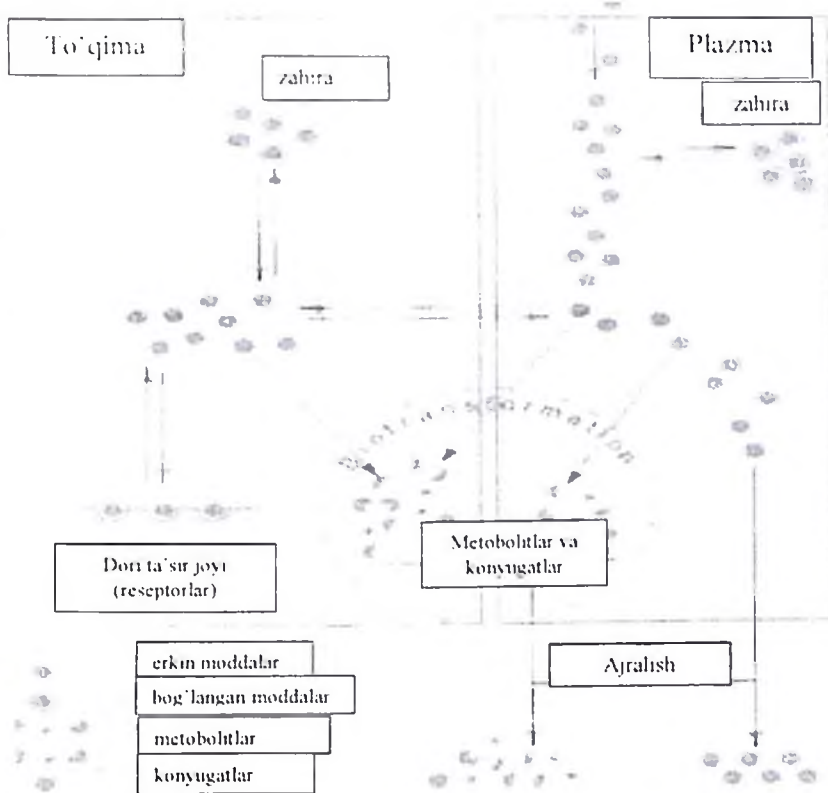 To'qima
Plazma
zahira
zahira
Biotransformation
Metobolitlar va
konyugatlar
Dori ta'sir joyi
(reseptorlar)
erkin moddalar
bog'langan moddalar
metobolitlar
konyugatlar
Ajralish